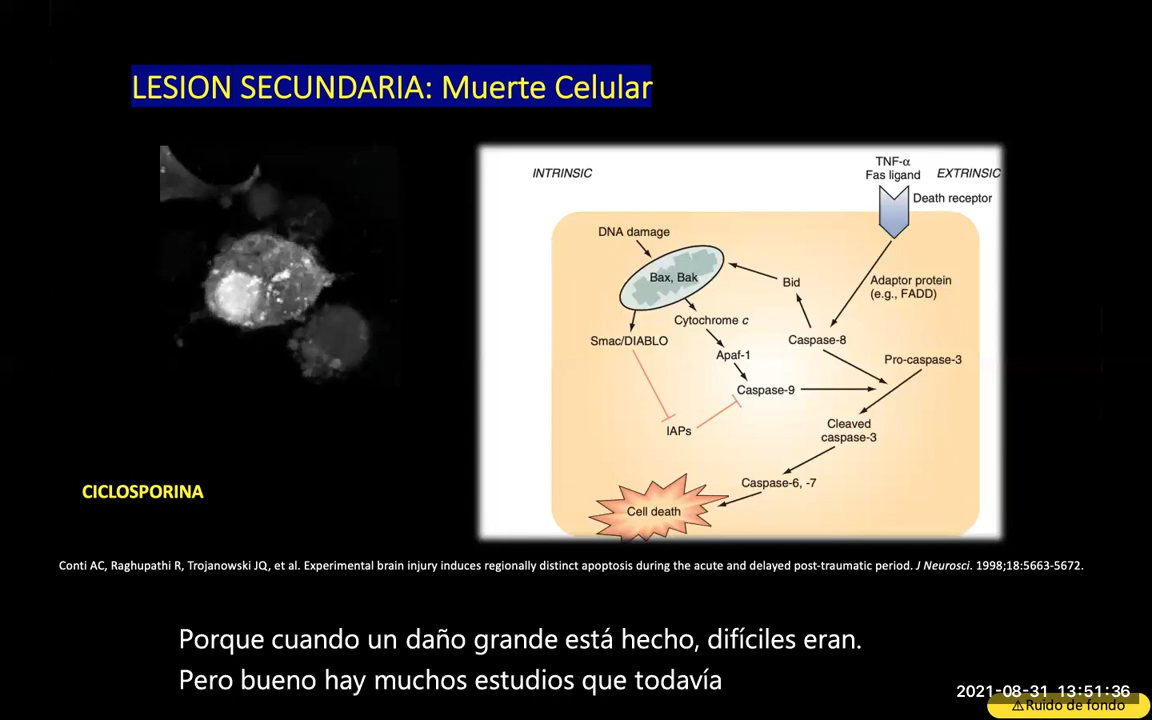 LESION SECUNDARIA: Muerte Celular
INTRINSIC
TNF-α
Fas ligand
EXTRINSIC
Death receptor
DNA damage
Bax, Bak
Bid
Adaptor protein
(e.g., FADD)
Cytochrome c
Smac/DIABLO
Caspase-8
Apaf-1
Pro-caspase-3
Caspase-9
IAPs
Cleaved
caspase-3
Caspase-6, -7
Cell death
CICLOSPORINA
Conti AC, Raghupathi R, Trojanowski JQ, et al. Experimental brain injury induces regionally distinct apoptosis during the acute and delayed post-traumatic period. J Neurosci. 1998;18:5663-5672.
Porque cuando un daño grande está hecho, difíciles eran.
Pero bueno hay muchos estudios que todavía
2021-08-31 13:51:36
⚠Ruido de fondo